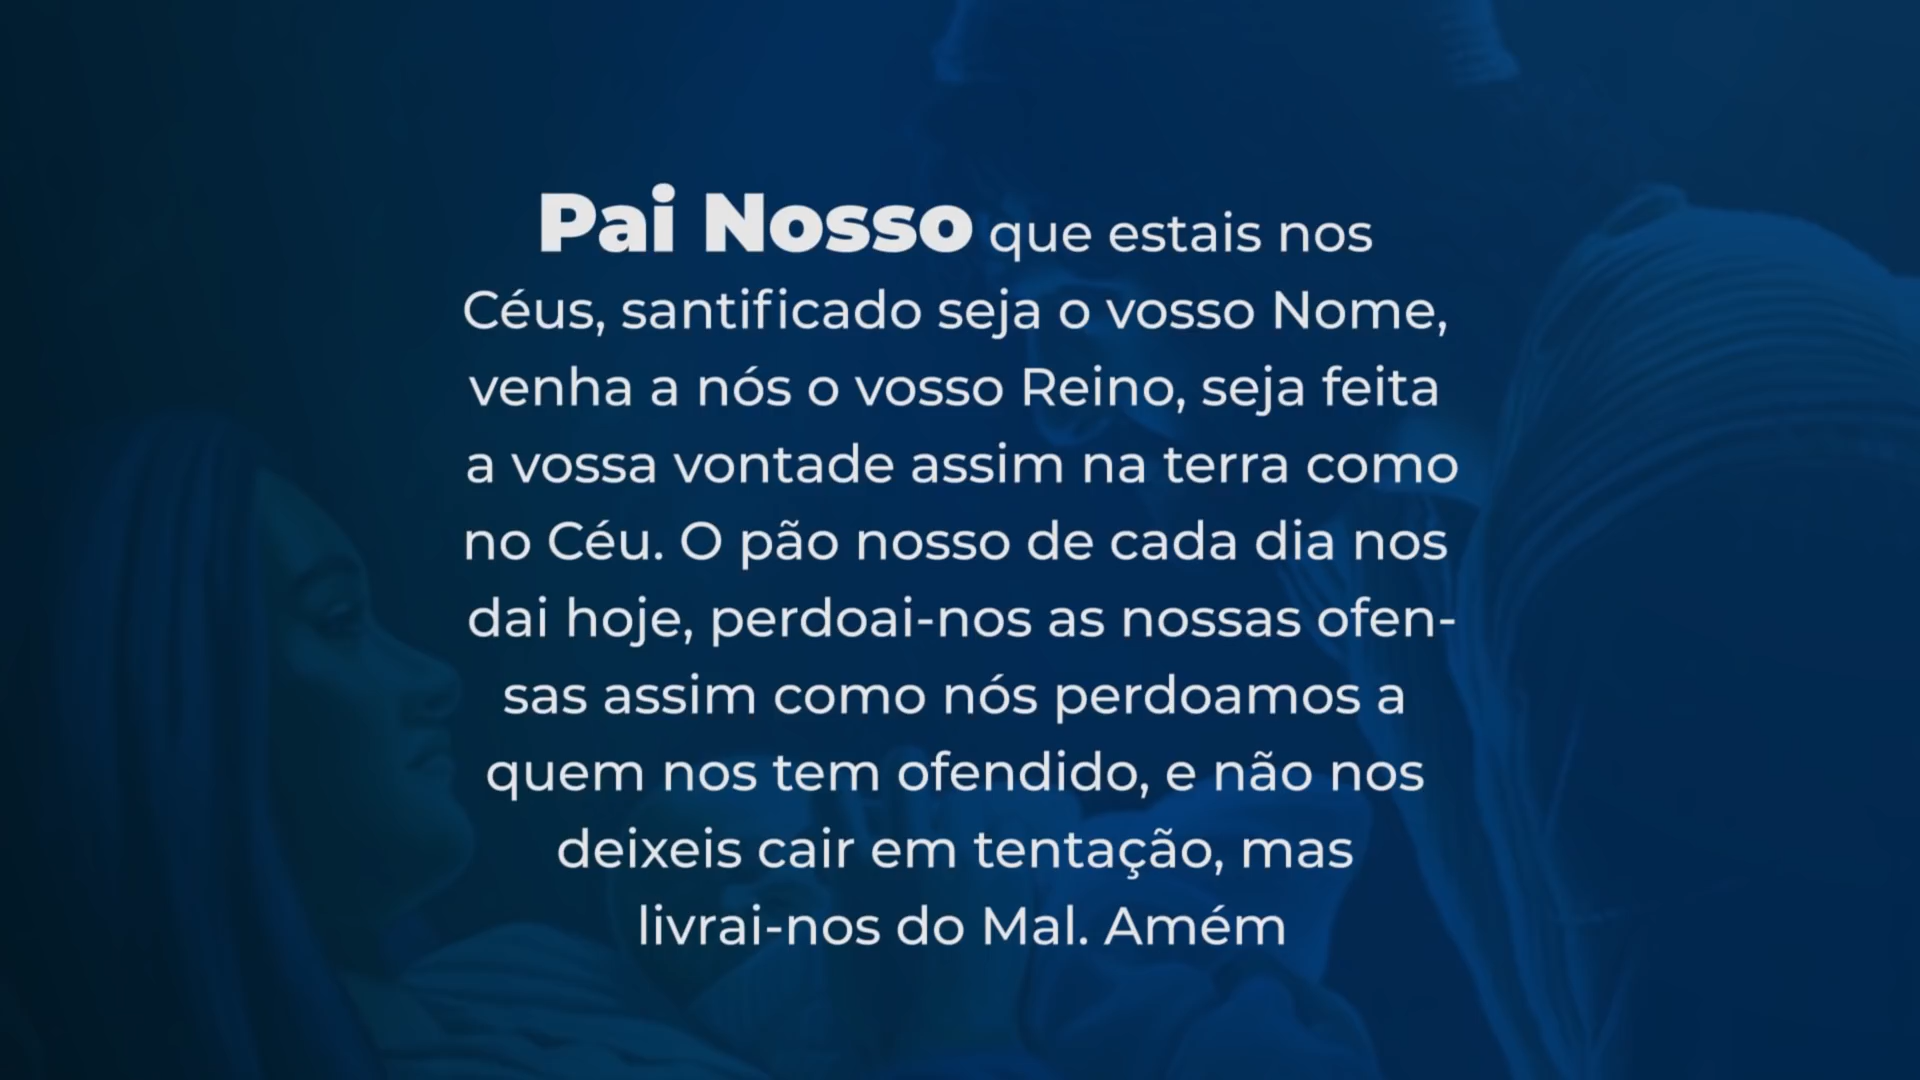 Pai Nosso que estais nos
Céus, santificado seja o vosso Nome,
venha a nós o vosso Reino, seja feita
a vossa vontade assim na terra como
no Céu. O pão nosso de cada dia nos
dai hoje, perdoai-nos as nossas ofen-
sas assim como nós perdoamos a
quem nos tem ofendido, e não nos
deixeis cair em tentação, mas
livrai-nos do Mal. Amém